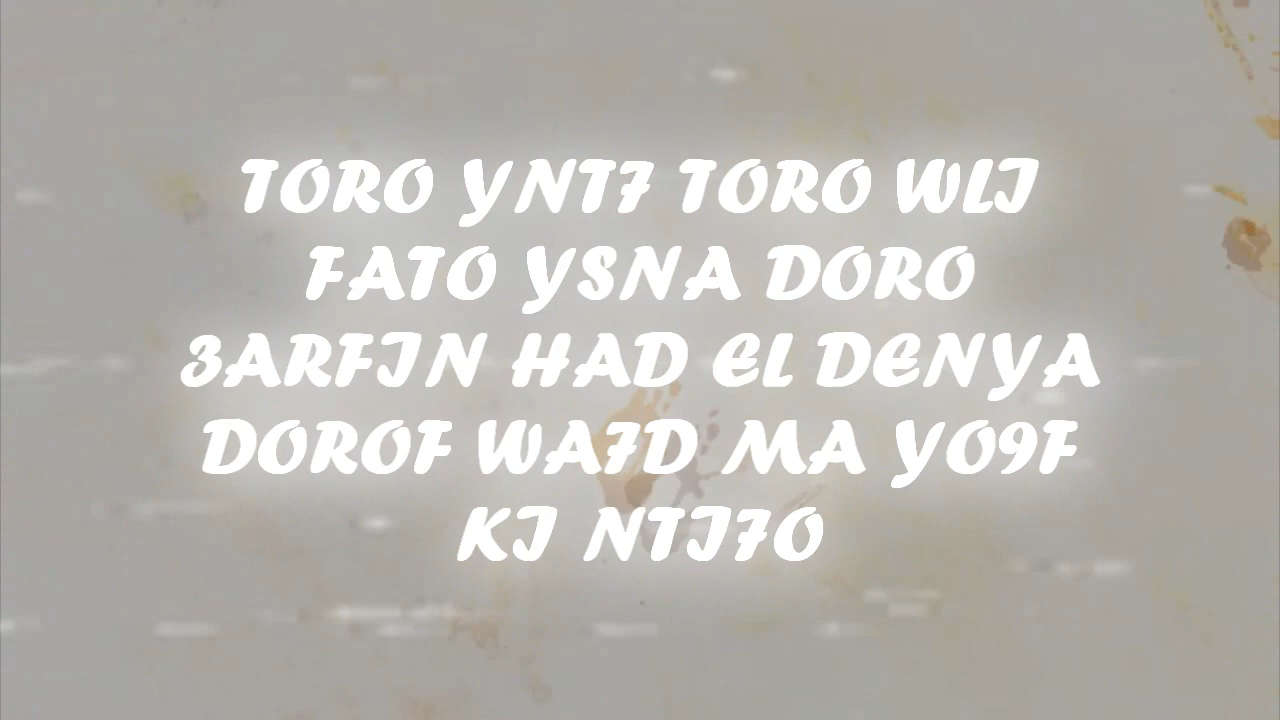 TORO YNT7 TORO WLI
FATO YSNA DORO
3ARFIN HAD EL DENYA
DOROF WA7D MA YO9F
KI NTI7O